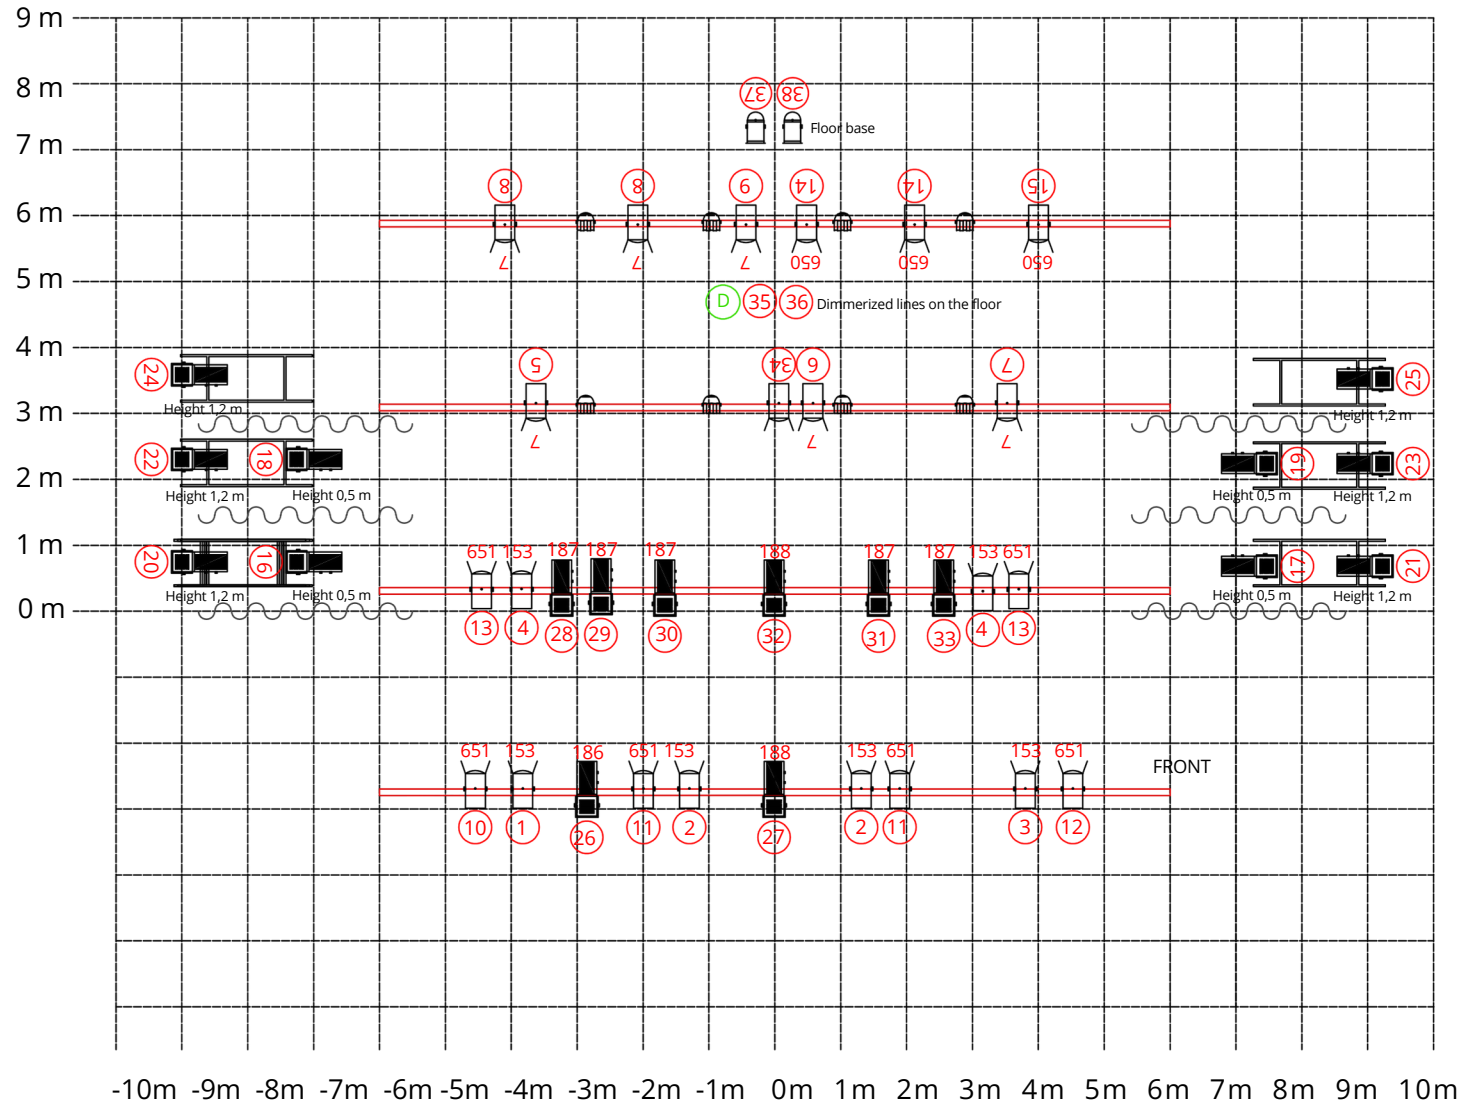 9 m
8 m
37 38
Floor base
7 m
8 8 9 14 14 15
6 m
7 7 7 650 650 650
5 m
D 35 36 Dimmerized lines on the floor
4 m
24 5 34 6 7 25
Height 1,2 m Height 1,2 m
3 m
7 7 7
22 18 19 23
2 m
Height 1,2 m Height 0,5 m Height 0,5 m Height 1,2 m
1 m
651 153 187 187 187 188 187 187 153 651
20 16 17 21
Height 1,2 m Height 0,5 m Height 0,5 m Height 1,2 m
0 m
13 4 28 29 30 32 31 33 4 13
651 153 186 651 153 188 153 651 153 651
FRONT
10 1 26 11 2 27 2 11 3 12
-10m -9m -8m -7m -6m -5m -4m -3m -2m -1m 0m 1m 2m 3m 4m 5m 6m 7m 8m 9m 10m